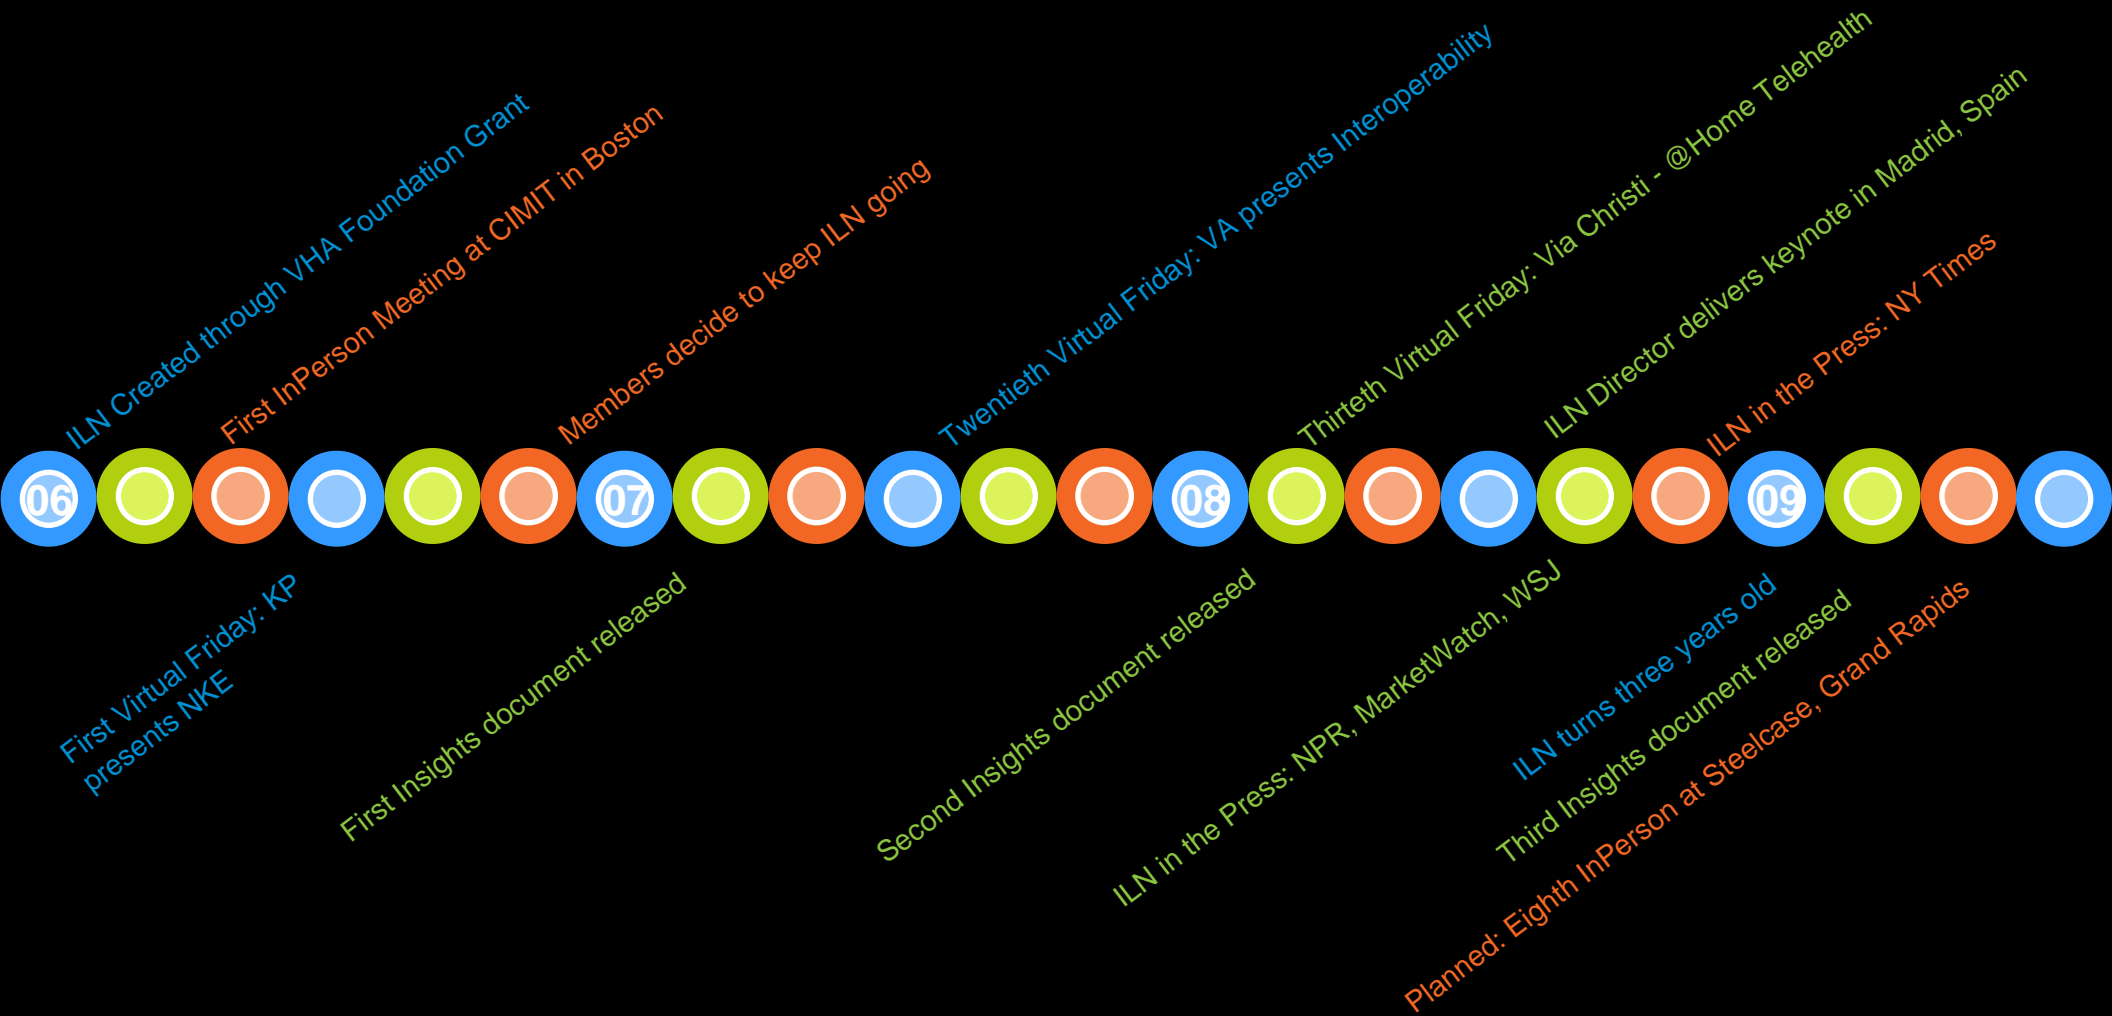 ILN Created through VHA Foundation Grant
First InPerson Meeting at CIMIT in Boston
Members decide to keep ILN going
Twentieth Virtual Friday: VA presents Interoperability
Thirteth Virtual Friday: Via Christi - @Home Telehealth
ILN Director delivers keynote in Madrid, Spain
ILN in the Press: NY Times
06
07
08
09
First Virtual Friday: KP
presents NKE
First Insights document released
Second Insights document released
ILN in the Press: NPR, MarketWatch, WSJ
ILN turns three years old
Third Insights document released
Planned: Eighth InPerson at Steelcase, Grand Rapids